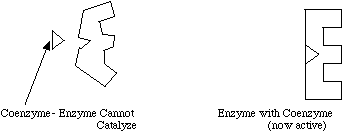 Coenzyme- Enzyme Cannot
Catalyze
Enzyme with Coenzyme
(now active)